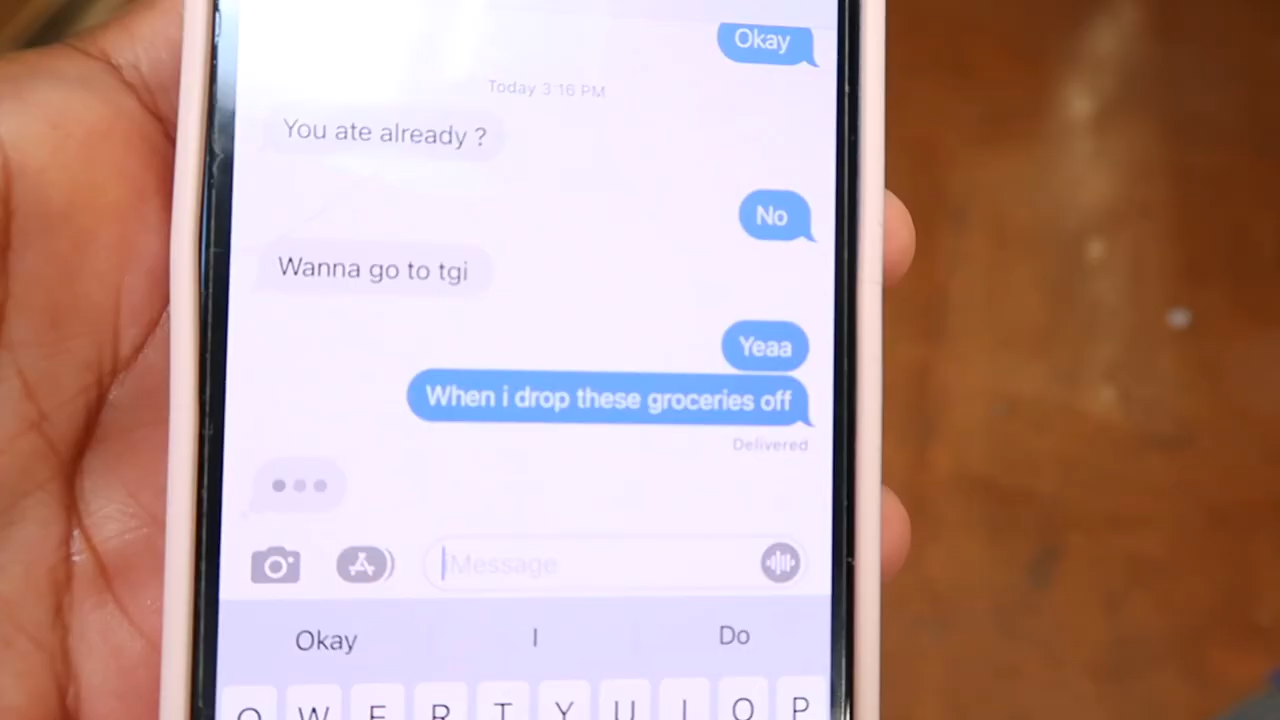 Okay
Today 3:16 PM
You ate already ?
No
Wanna go to tgi
Yeaa
When i drop these groceries off
Delivered
iMessage
Okay I Do
Q W E R T Y U I O P